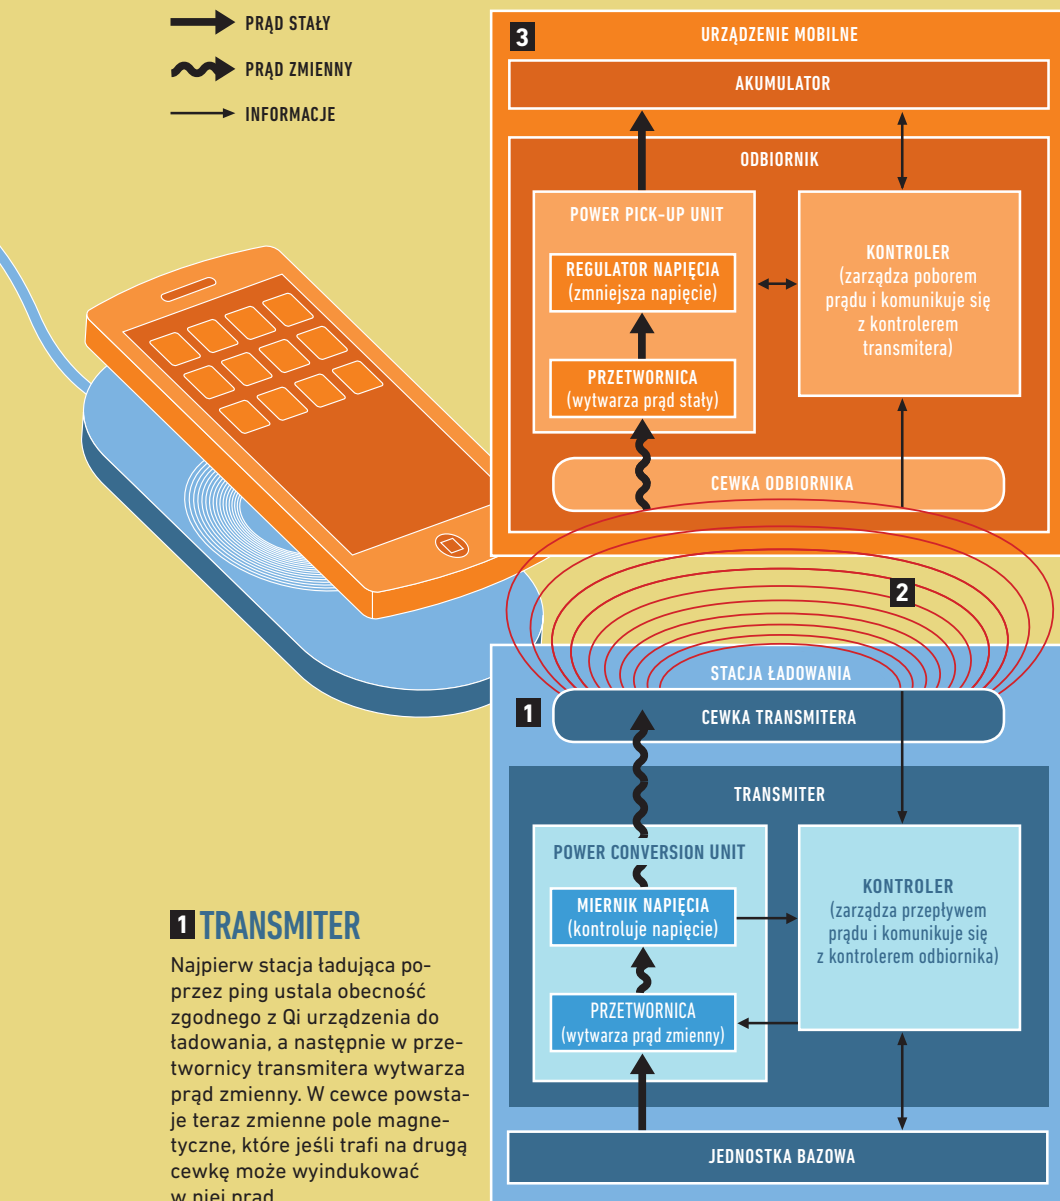 PRĄD STAŁY
PRĄD ZMIENNY
INFORMACJE
3
URZĄDZENIE MOBILNE
AKUMULATOR
ODBIORNIK
POWER PICK-UP UNIT
REGULATOR NAPIĘCIA
(zmniejsza napięcie)
PRZETWORNICA
(wytwarza prąd stały)
KONTROLER
(zarządza poborem
prądu i komunikuje się
z kontrolerem
transmitera)
CEWKA ODBIORNIKA
2
STACJA ŁADOWANIA
1
CEWKA TRANSMITERA
TRANSMITER
POWER CONVERSION UNIT
MIERNIK NAPIĘCIA
(kontroluje napięcie)
PRZETWORNICA
(wytwarza prąd zmienny)
KONTROLER
(zarządza przepływem
prądu i komunikuje się
z kontrolerem odbiornika)
JEDNOSTKA BAZOWA
1 TRANSMITER
Najpierw stacja ładująca po-
przez ping ustala obecność
zgodnego z Qi urządzenia do
ładowania, a następnie w prze-
twornicy transmitera wytwarza
prąd zmienny. W cewce powsta-
je teraz zmienne pole magne-
tyczne, które jeśli trafi na drugą
cewkę może wyindukować
w niej prąd.